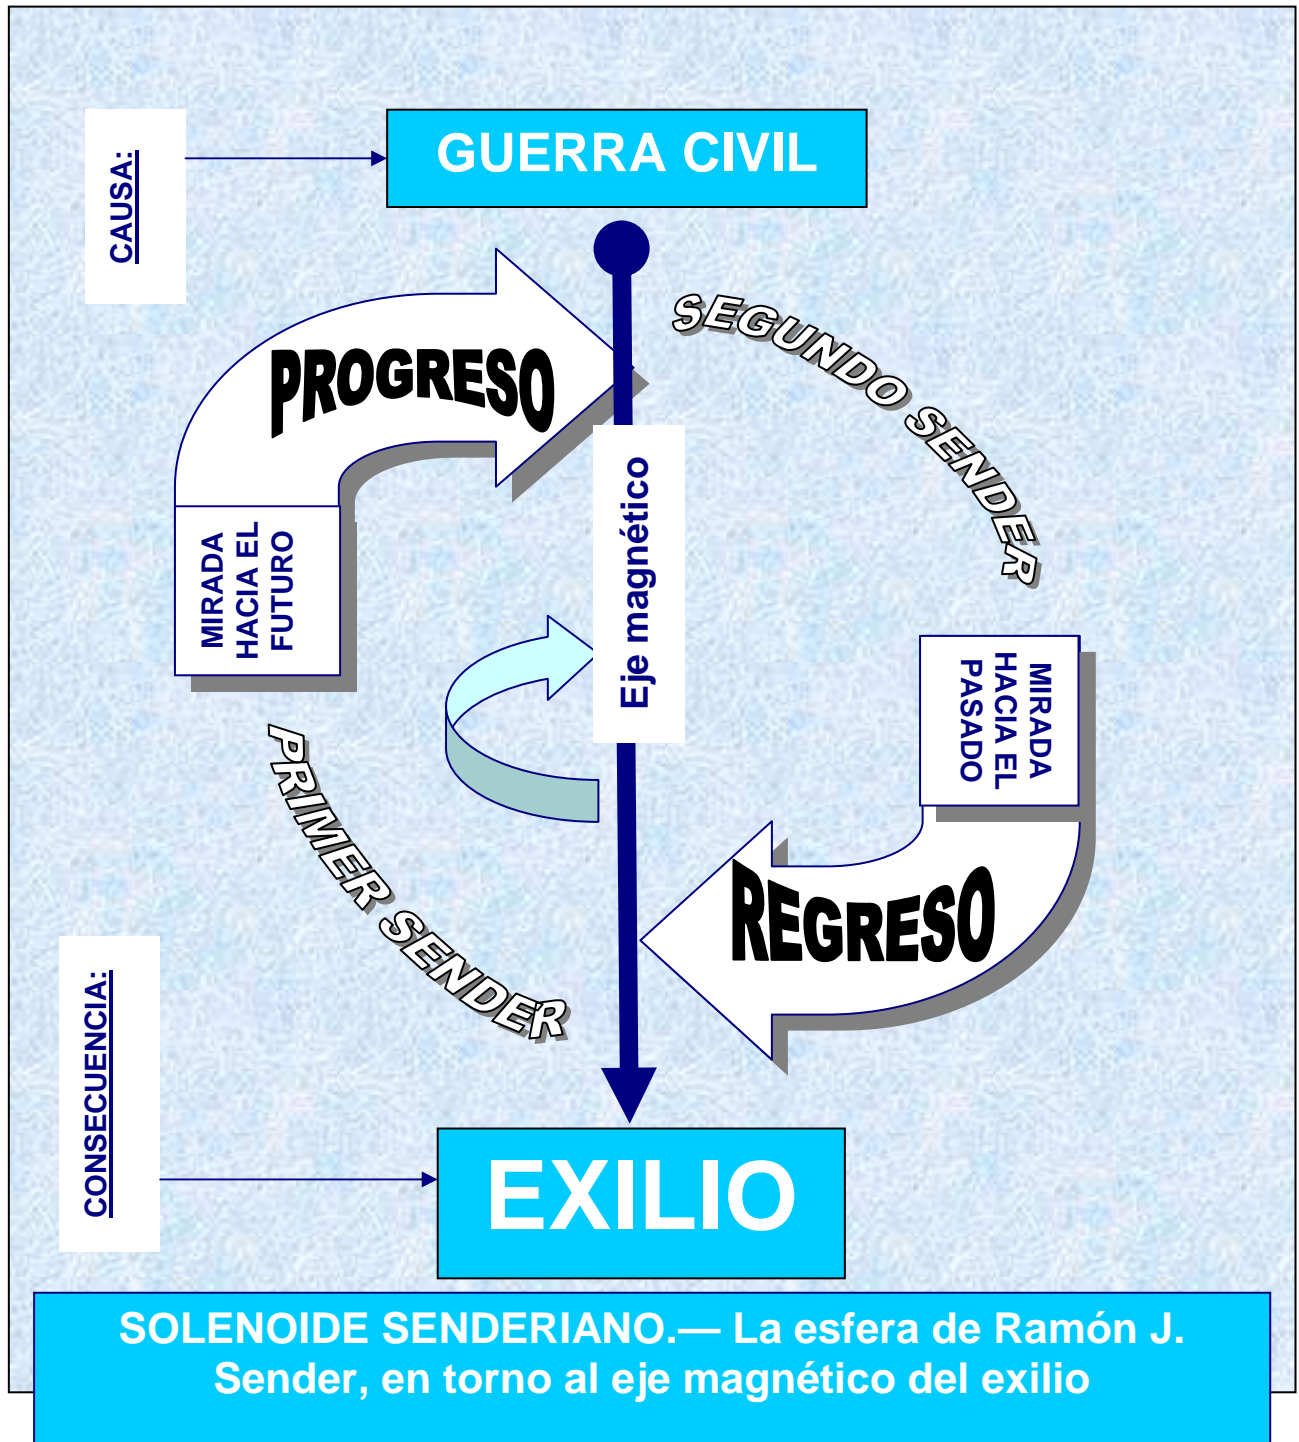 CAUSA:
GUERRA CIVIL
SEGUNDO SENDER
PROGRESO
Eje magnético
MIRADA
HACIA EL
FUTURO
MIRADA
HACIA EL
PASADO
PRIMER SENDER
REGRESO
CONSECUENCIA:
EXILIO
SOLENOIDE SENDERIANO.— La esfera de Ramón J.
Sender, en torno al eje magnético del exilio